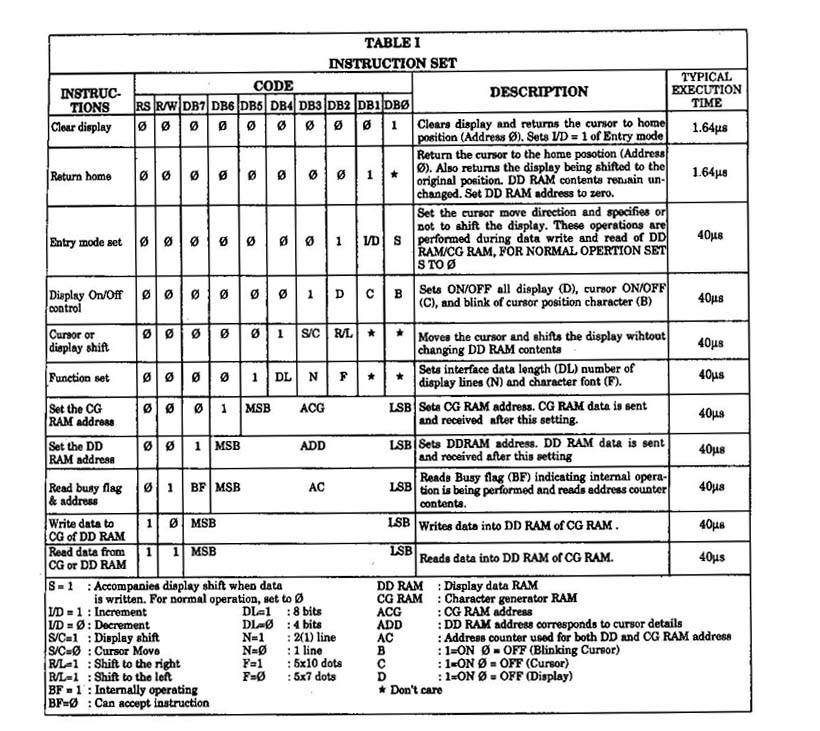 TABLE I
INSTRUCTION SET
INSTRUC-
TIONS
CODE
DESCRIPTION
TYPICAL
EXECUTION
TIME
RS R/W DB7 DB6 DB5 DB4 DB3 DB2 DB1 DBØ
Clear display Ø Ø Ø Ø Ø Ø Ø Ø Ø 1 Clears display and returns the cursor to home 1.64µs
position (Address Ø). Sets I/D = 1 of Entry mode
Return home Ø Ø Ø Ø Ø Ø Ø Ø 1 * Return the cursor to the home posotion (Address 1.64µs
Ø). Also returns the display being shifted to the
original position. DD RAM contents remain un-
changed. Set DD RAM address to zero.
Entry mode set Ø Ø Ø Ø Ø Ø Ø 1 I/D S Set the cursor move direction and specifies or 40µs
not to shift the display. These operations are
performed during data write and read of DD
RAM/CG RAM, FOR NORMAL OPERTION SET
S TO Ø
Display On/Off Ø Ø Ø Ø Ø Ø 1 D C B Sets ON/OFF all display (D), cursor ON/OFF 40µs
control (C), and blink of cursor position character (B)
Cursor or Ø Ø Ø Ø Ø 1 S/C R/L * * Moves the cursor and shifts the display wihtout 40µs
display shift changing DD RAM contents
Function set Ø Ø Ø Ø 1 DL N F * * Sets interface data length (DL) number of 40µs
display lines (N) and character font (F).
Set the CG Ø Ø Ø 1 MSB ACG LSB Sets CG RAM address. CG RAM data is sent 40µs
RAM address and received after this setting.
Set the DD Ø Ø 1 MSB ADD LSB Sets DDRAM address. DD RAM data is sent 40µs
RAM address and received after this setting
Read busy flag Ø 1 BF MSB AC LSB Reads Busy flag (BF) indicating internal opera- 40µs
& address tion is being performed and reads address counter
contents.
Write data to 1 Ø MSB LSB Writes data into DD RAM of CG RAM . 40µs
CG of DD RAM
Read data from 1 1 MSB LSB Reads data into DD RAM of CG RAM. 40µs
CG or DD RAM
S = 1 : Accompanies display shift when data DD RAM : Display data RAM
is written. For normal operation, set to Ø CG RAM : Character generator RAM
I/D = 1 : Increment DL=1 : 8 bits ACG : CG RAM address
I/D = Ø : Decrement DL=Ø : 4 bits ADD : DD RAM address corresponds to cursor details
S/C=1 : Display shift N=1 : 2(1) line AC : Address counter used for both DD and CG RAM address
S/C=Ø : Cursor Move N=Ø : 1 line B : 1=ON Ø = OFF (Blinking Cursor)
R/L=1 : Shift to the right F=1 : 5x10 dots C : 1=ON Ø = OFF (Cursor)
R/L=1 : Shift to the left F=Ø : 5x7 dots D : 1=ON Ø = OFF (Display)
BF = 1 : Internally operating * Don't care
BF=Ø : Can accept instruction